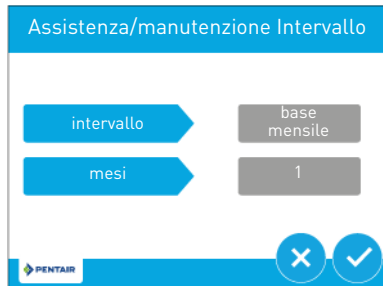 Assistenza/manutenzione Intervallo
intervallo
base
mensile
mesi
1
PENTAIR